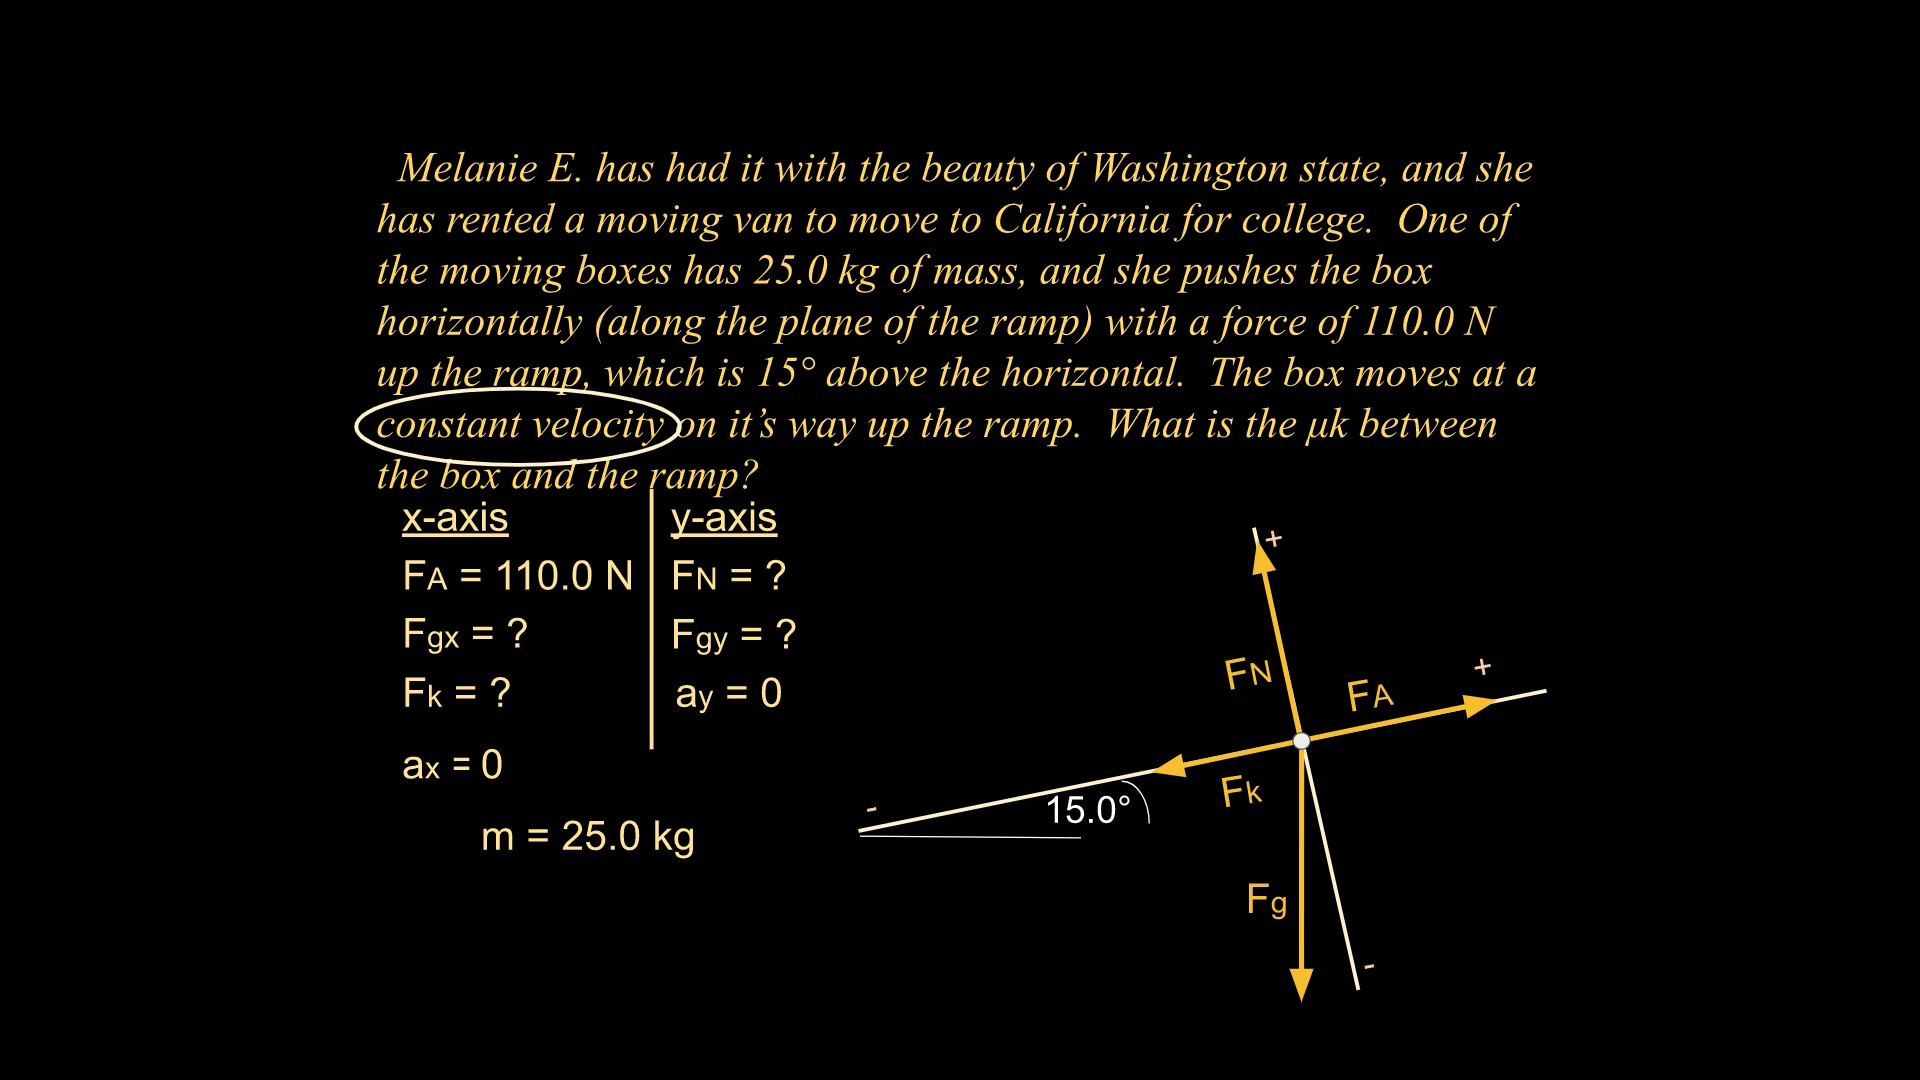 Melanie E. has had it with the beauty of Washington state, and she
has rented a moving van to move to California for college. One of
the moving boxes has 25.0 kg of mass, and she pushes the box
horizontally (along the plane of the ramp) with a force of 110.0 N
up the ramp, which is 15° above the horizontal. The box moves at a
constant velocity on it’s way up the ramp. What is the μk between
the box and the ramp?
x-axis
FA = 110.0 N
Fgx = ?
Fk = ?
ax = 0
y-axis
FN = ?
Fgy = ?
ay = 0
m = 25.0 kg
+
FN
FA
+
Fk
-
15.0°
Fg
-